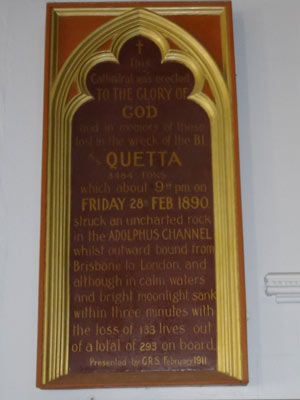 This
Cathedral was erected
TO THE GLORY OF
GOD
and in memory of those
lost in the wreck of the B.I.
S/S QUETTA
3484 TONS
which about 9.11 pm on
FRIDAY 28th FEB 1890
struck an uncharted rock
in the ADOLPHUS CHANNEL
whilst outward bound from
Brisbane to London, and
although in calm waters
and bright moonlight sank
within three minutes with
the loss of 133 lives out
of a total of 293 on board.
Presented by G.R.S. February 1911